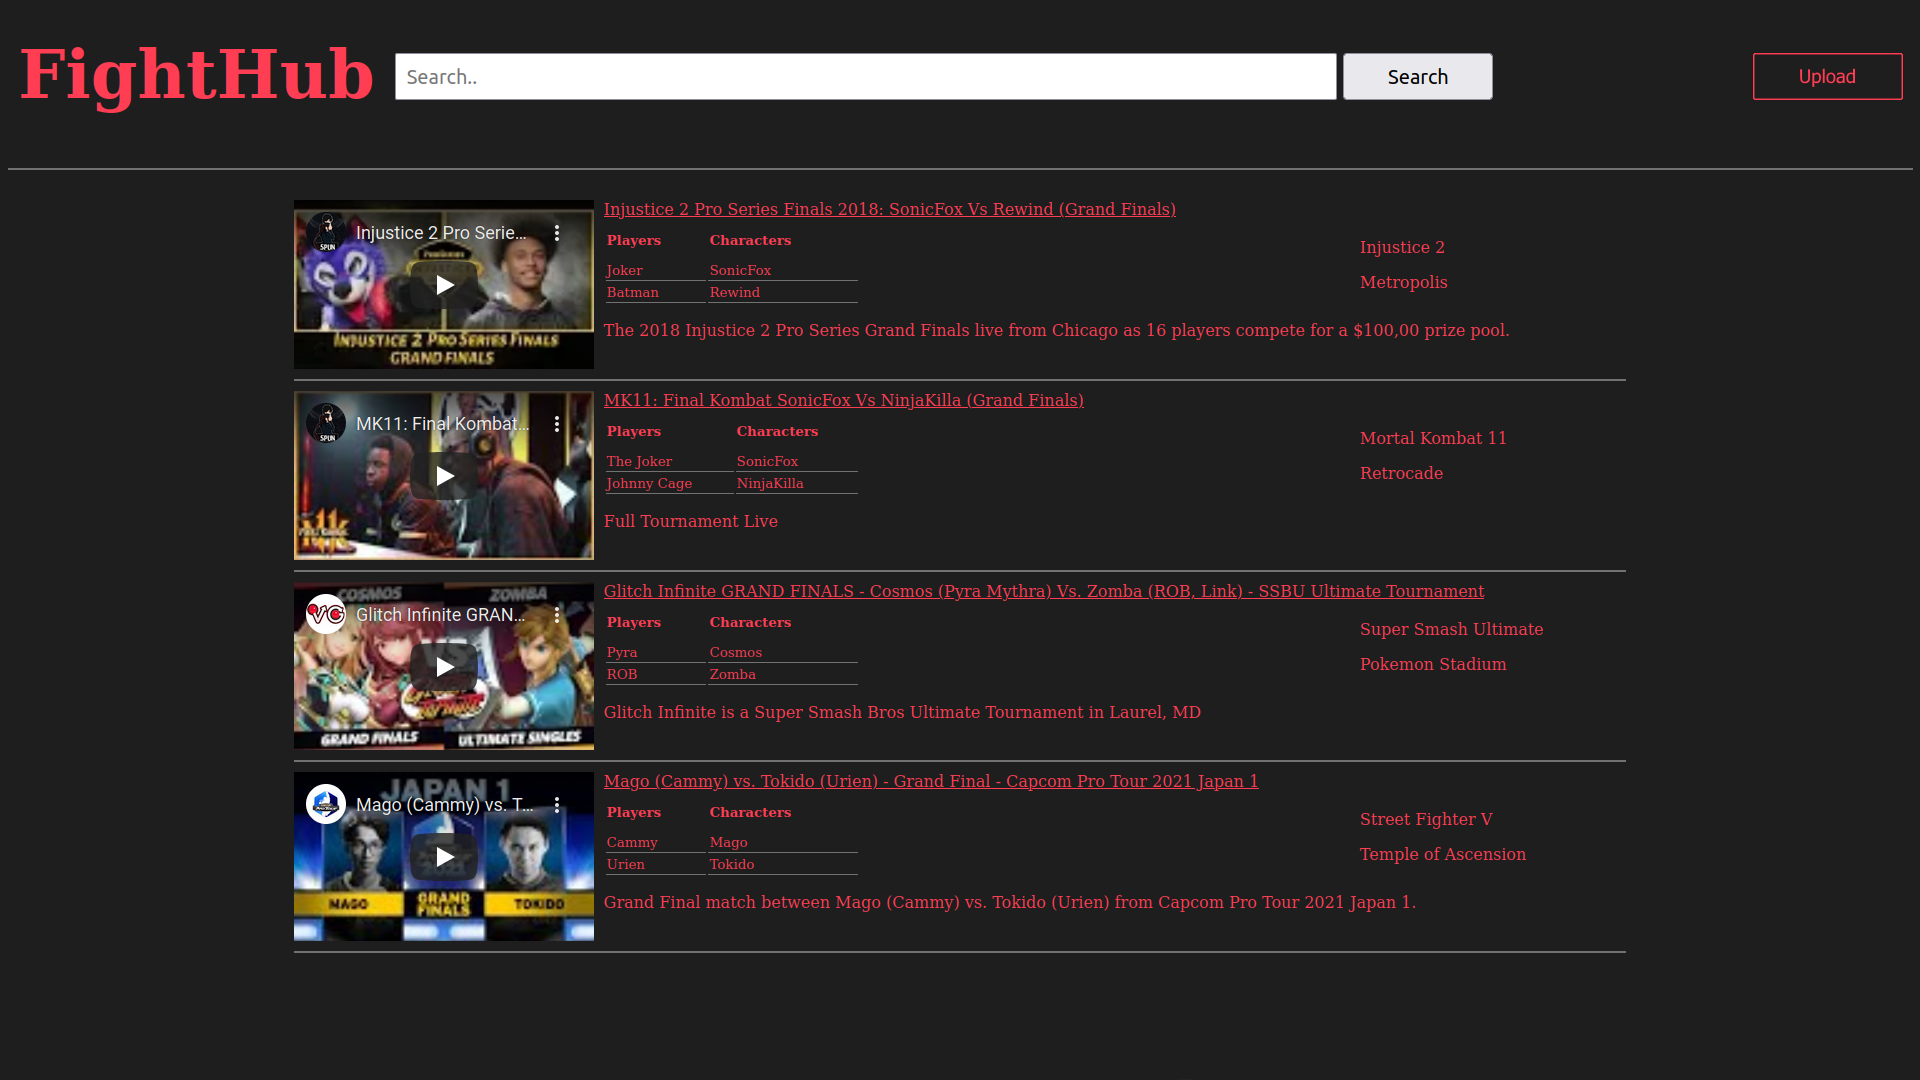 FightHub
Search..
Search
Upload
SPUN
Injustice 2 Pro Serie...
INJUSTICE 2 PRO SERIES FINALS
GRAND FINALS
Injustice 2 Pro Series Finals 2018: SonicFox Vs Rewind (Grand Finals)
Players Characters
Joker SonicFox
Batman Rewind
Injustice 2
Metropolis
The 2018 Injustice 2 Pro Series Grand Finals live from Chicago as 16 players compete for a $100,00 prize pool.
SPUN
MK11: Final Kombat...
MK11: Final Kombat SonicFox Vs NinjaKilla (Grand Finals)
Players Characters
The Joker SonicFox
Johnny Cage NinjaKilla
Mortal Kombat 11
Retrocade
Full Tournament Live
COSMOS ZOMBA
VG
Glitch Infinite GRAN...
VS
GRAND FINALS ULTIMATE SINGLES
Glitch Infinite GRAND FINALS - Cosmos (Pyra Mythra) Vs. Zomba (ROB, Link) - SSBU Ultimate Tournament
Players Characters
Pyra Cosmos
ROB Zomba
Super Smash Ultimate
Pokemon Stadium
Glitch Infinite is a Super Smash Bros Ultimate Tournament in Laurel, MD
JAPAN 1
Mago (Cammy) vs. T...
MAGO GRAND FINALS TOKIDO
Mago (Cammy) vs. Tokido (Urien) - Grand Final - Capcom Pro Tour 2021 Japan 1
Players Characters
Cammy Mago
Urien Tokido
Street Fighter V
Temple of Ascension
Grand Final match between Mago (Cammy) vs. Tokido (Urien) from Capcom Pro Tour 2021 Japan 1.